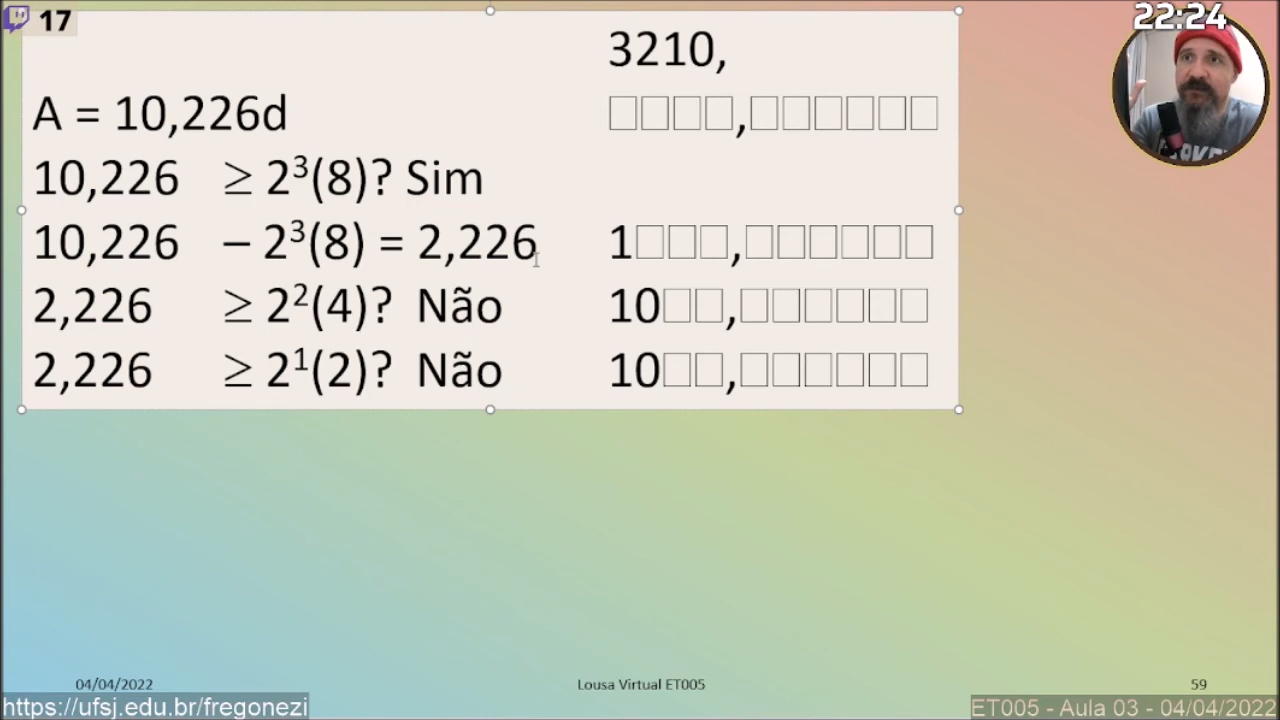 17
22:24
3210,
A = 10,226d □□□□,□□□□□□
10,226 ≥ 2³(8)? Sim
10,226 – 2³(8) = 2,226 1□□□,□□□□□□
2,226 ≥ 2²(4)? Não 10□□,□□□□□□
2,226 ≥ 2¹(2)? Não 10□□,□□□□□□
04/04/2022 Lousa Virtual ET005 59
https://ufsj.edu.br/fregonezi ET005 - Aula 03 - 04/04/2022